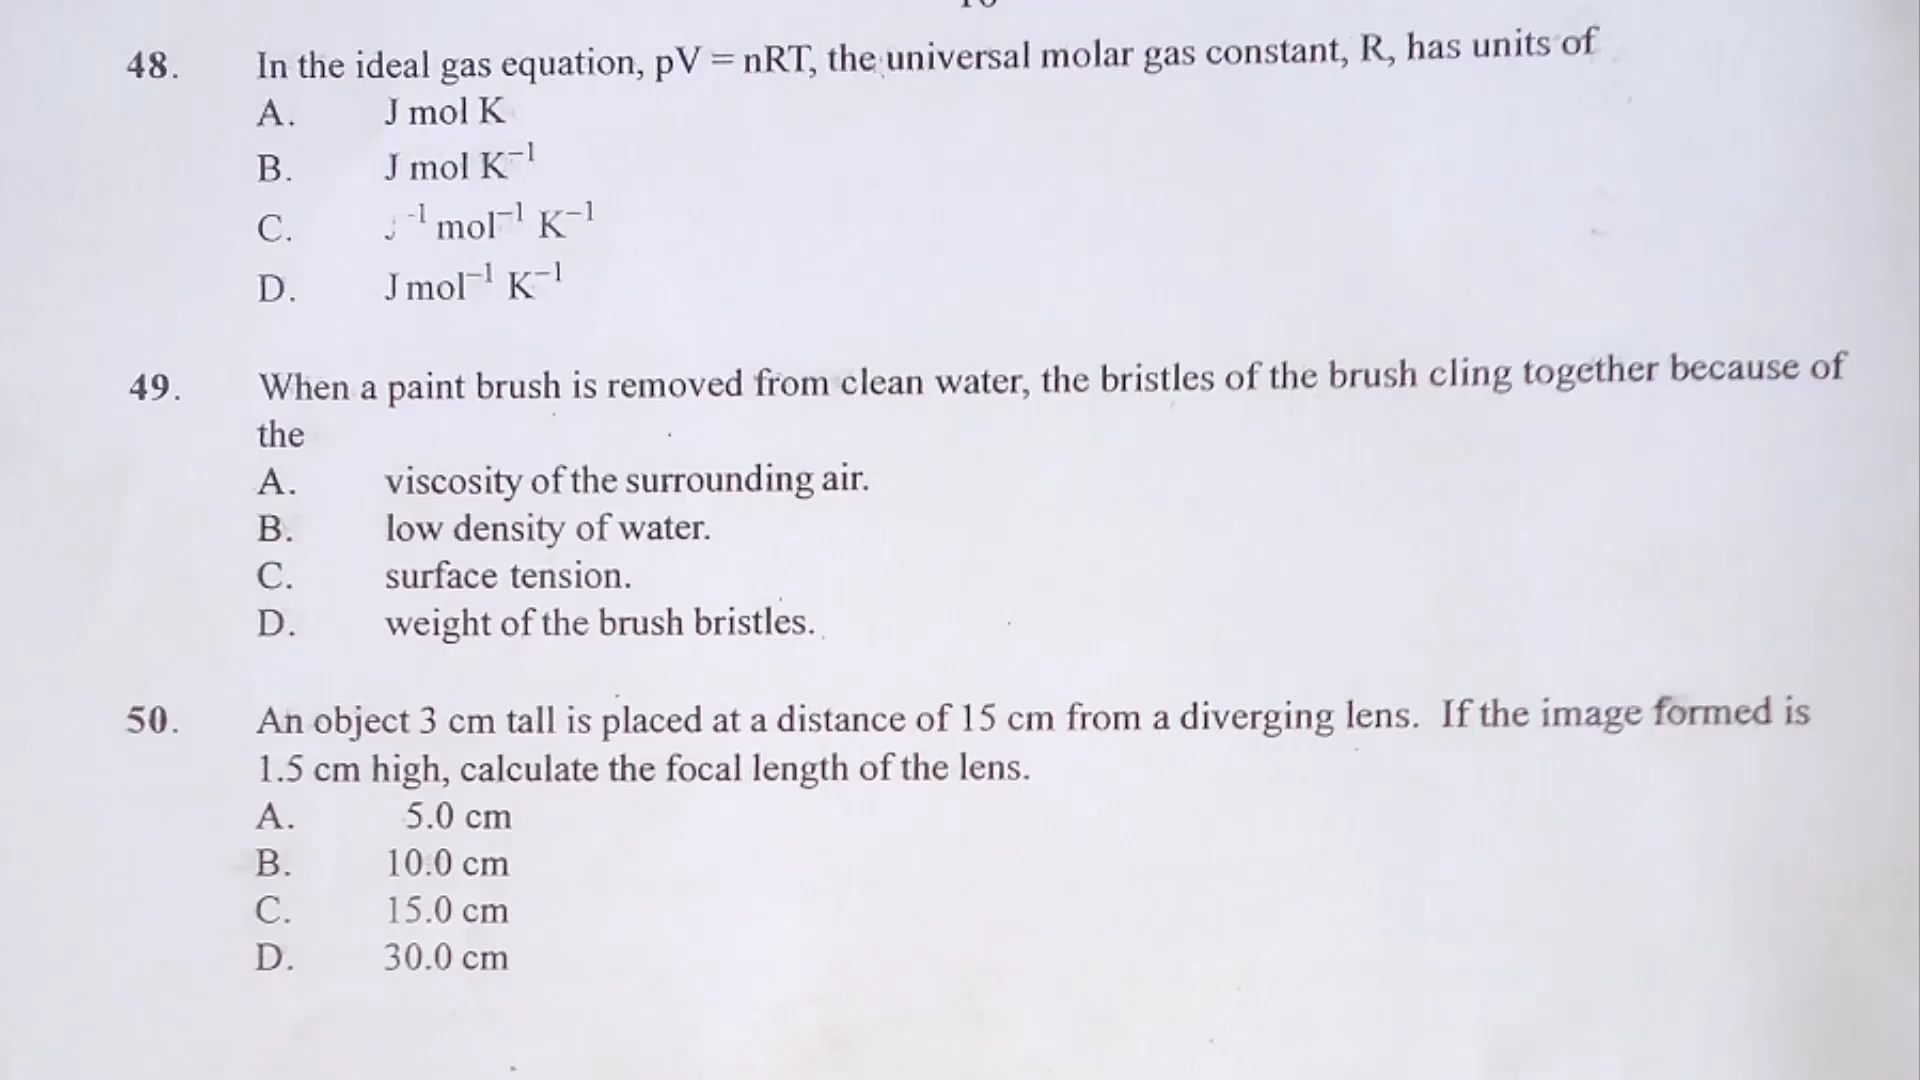 48. In the ideal gas equation, pV = nRT, the universal molar gas constant, R, has units of
A. J mol K
B. J mol K⁻¹
C. J⁻¹ mol⁻¹ K⁻¹
D. J mol⁻¹ K⁻¹
49. When a paint brush is removed from clean water, the bristles of the brush cling together because of
the
A. viscosity of the surrounding air.
B. low density of water.
C. surface tension.
D. weight of the brush bristles.
50. An object 3 cm tall is placed at a distance of 15 cm from a diverging lens. If the image formed is
1.5 cm high, calculate the focal length of the lens.
A. 5.0 cm
B. 10.0 cm
C. 15.0 cm
D. 30.0 cm